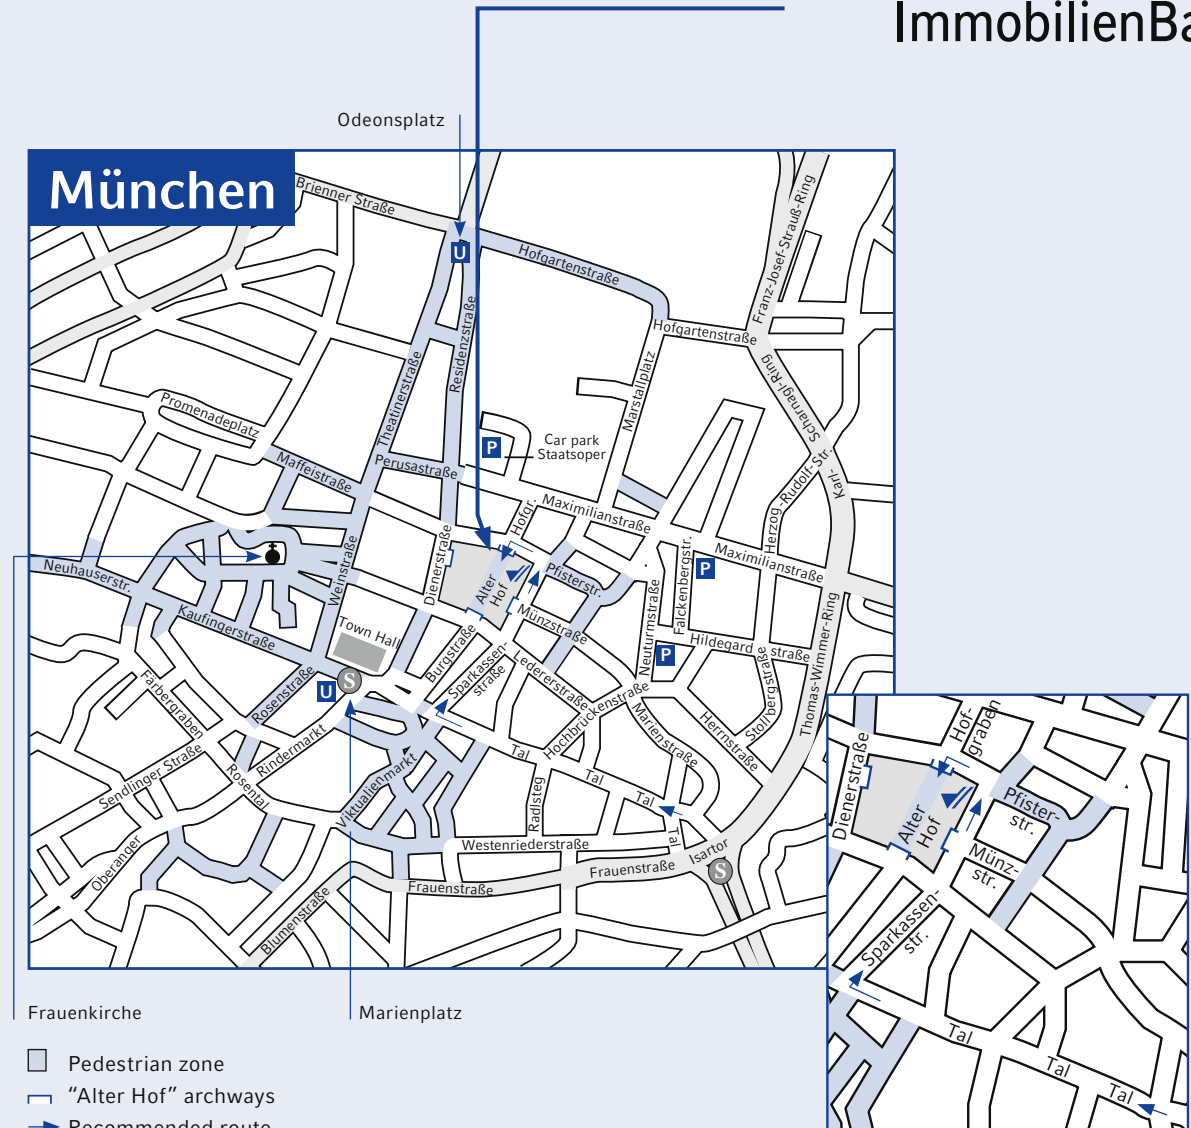 ImmobilienBa
Odeonsplatz
München
Brienner Straße
U
Hofgartenstraße
Franz-Josef-Strauß-Ring
Hofgartenstraße
Residenzstraße
Theatinerstraße
Marstallplatz
Karl-
Scharnagl-Ring
Promenadeplatz
P
Car park
Staatsoper
Maffeistraße
Perusastraße
Herzog-Rudolf-Str.
Hofgr.
Maximilianstraße
Maximilianstraße
Neuhauserstr.
Weinstraße
Dienerstraße
Alter
Hof
Pfisterstr.
Neuturmstraße
Falckenbergstr.
P
Kaufingerstraße
Town Hall
Münzstraße
Hildegard straße
P
Thomas-Wimmer-Ring
Burgstraße
Sparkassen-
straße
Ledererstraße
Stollbergstraße
Färbergraben
Rosenstraße
U
S
Hochbrückenstraße
Marienstraße
Herrnstraße
Sendlinger Straße
Rindermarkt
Rosental
Viktualienmarkt
Tal
Tal
Tal
Tal
Radlsteg
Westenriederstraße
Oberanger
Blumenstraße
Frauenstraße
Frauenstraße
Isartor
S
Hof-
graben
Dienerstraße
Alter
Hof
Pfister-
str.
Münz-
str.
Sparkassen-
str.
Tal
Tal
Tal
Frauenkirche
Marienplatz
Pedestrian zone
“Alter Hof” archways
Recommended route